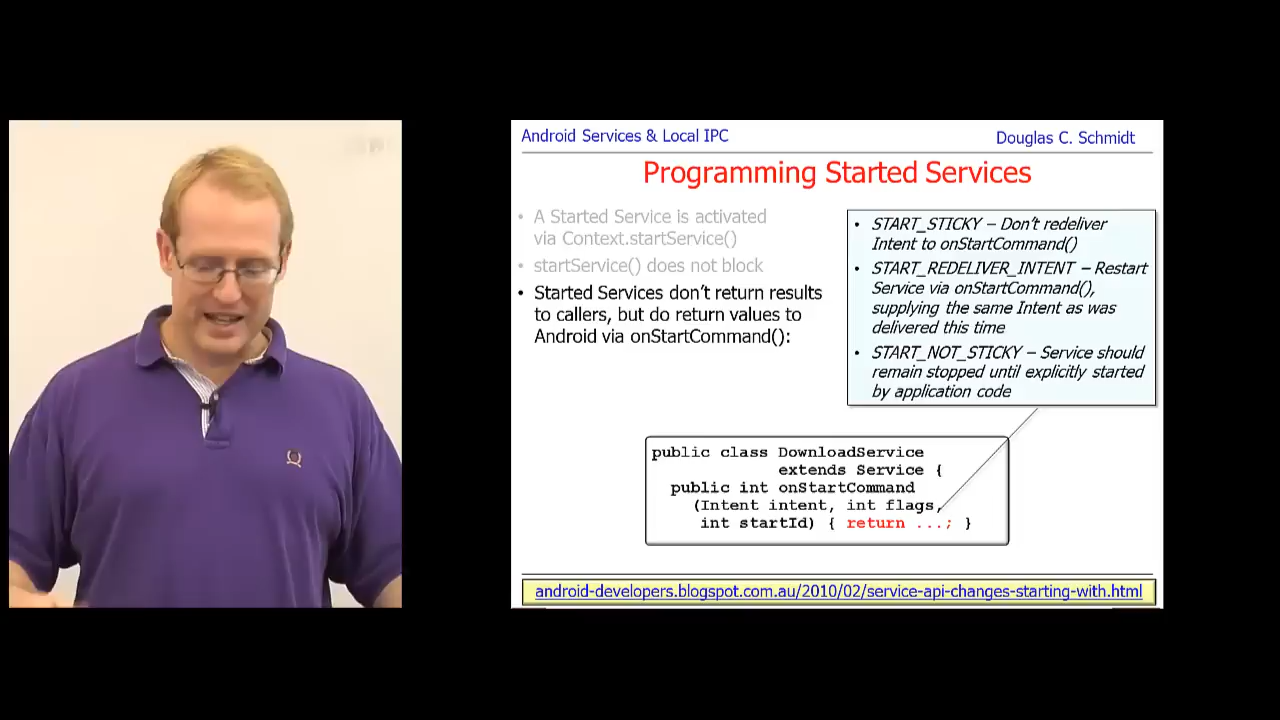 Android Services & Local IPC
Douglas C. Schmidt
Programming Started Services
• A Started Service is activated
via Context.startService()
• startService() does not block
• Started Services don't return results
to callers, but do return values to
Android via onStartCommand():
• START_STICKY – Don't redeliver
Intent to onStartCommand()
• START_REDELIVER_INTENT – Restart
Service via onStartCommand(),
supplying the same Intent as was
delivered this time
• START_NOT_STICKY – Service should
remain stopped until explicitly started
by application code
public class DownloadService
extends Service {
public int onStartCommand
(Intent intent, int flags,
int startId) { return ...; }
android-developers.blogspot.com.au/2010/02/service-api-changes-starting-with.html